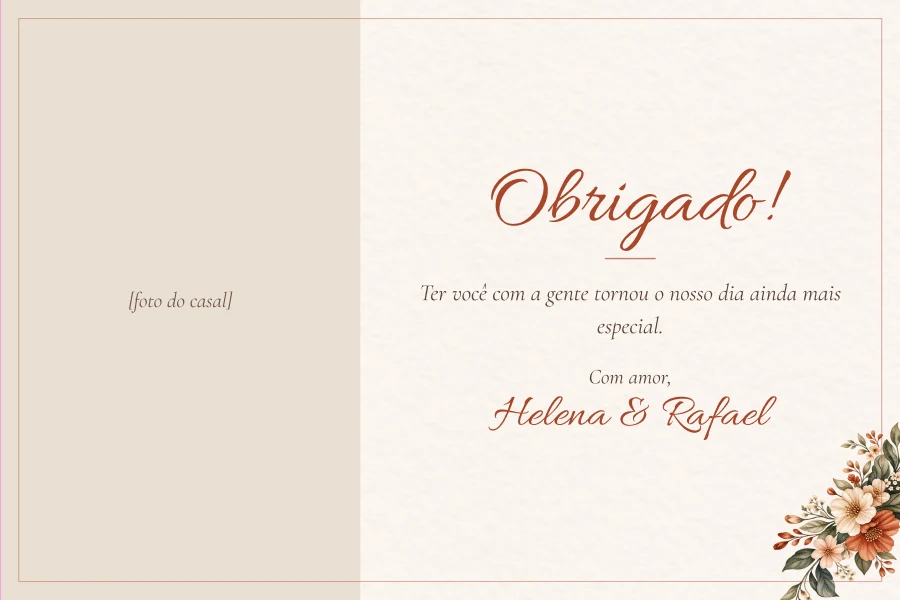 [foto do casal]
Obrigado!
Ter você com a gente tornou o nosso dia ainda mais
especial.
Com amor,
Helena & Rafael